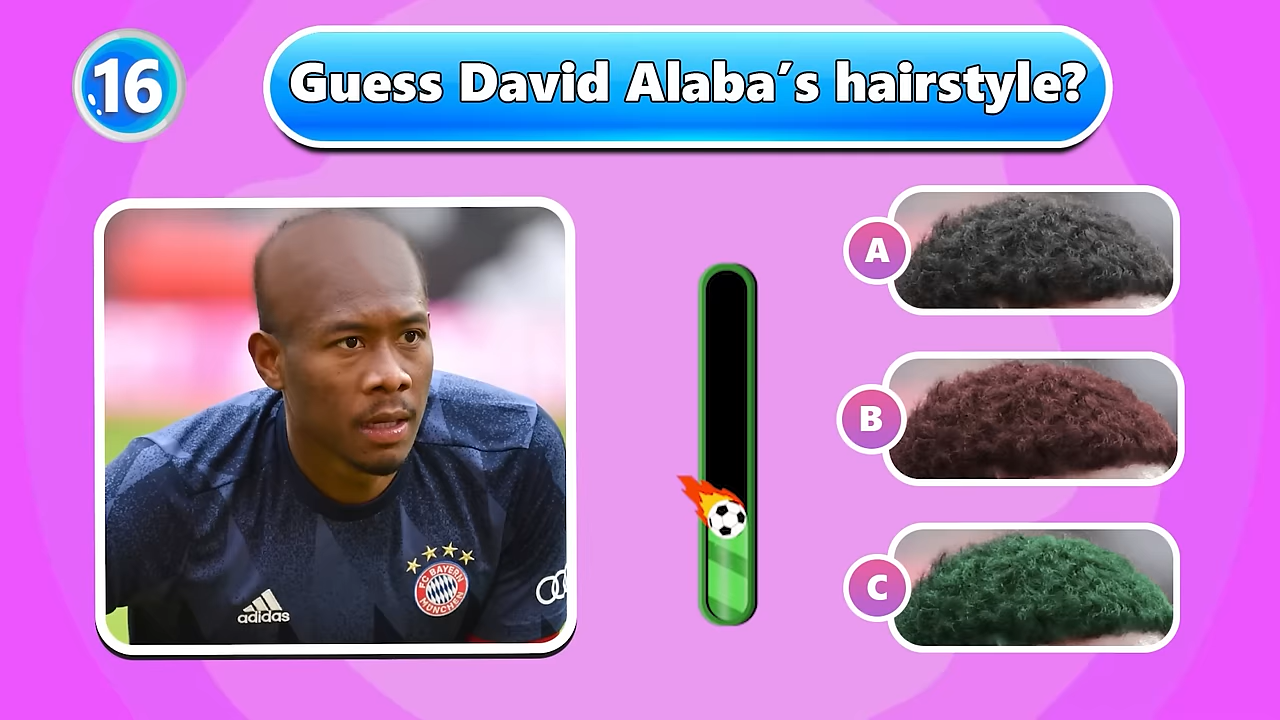 16
Guess David Alaba's hairstyle?
A
B
C
FC BAYERN
MÜNCHEN
adidas